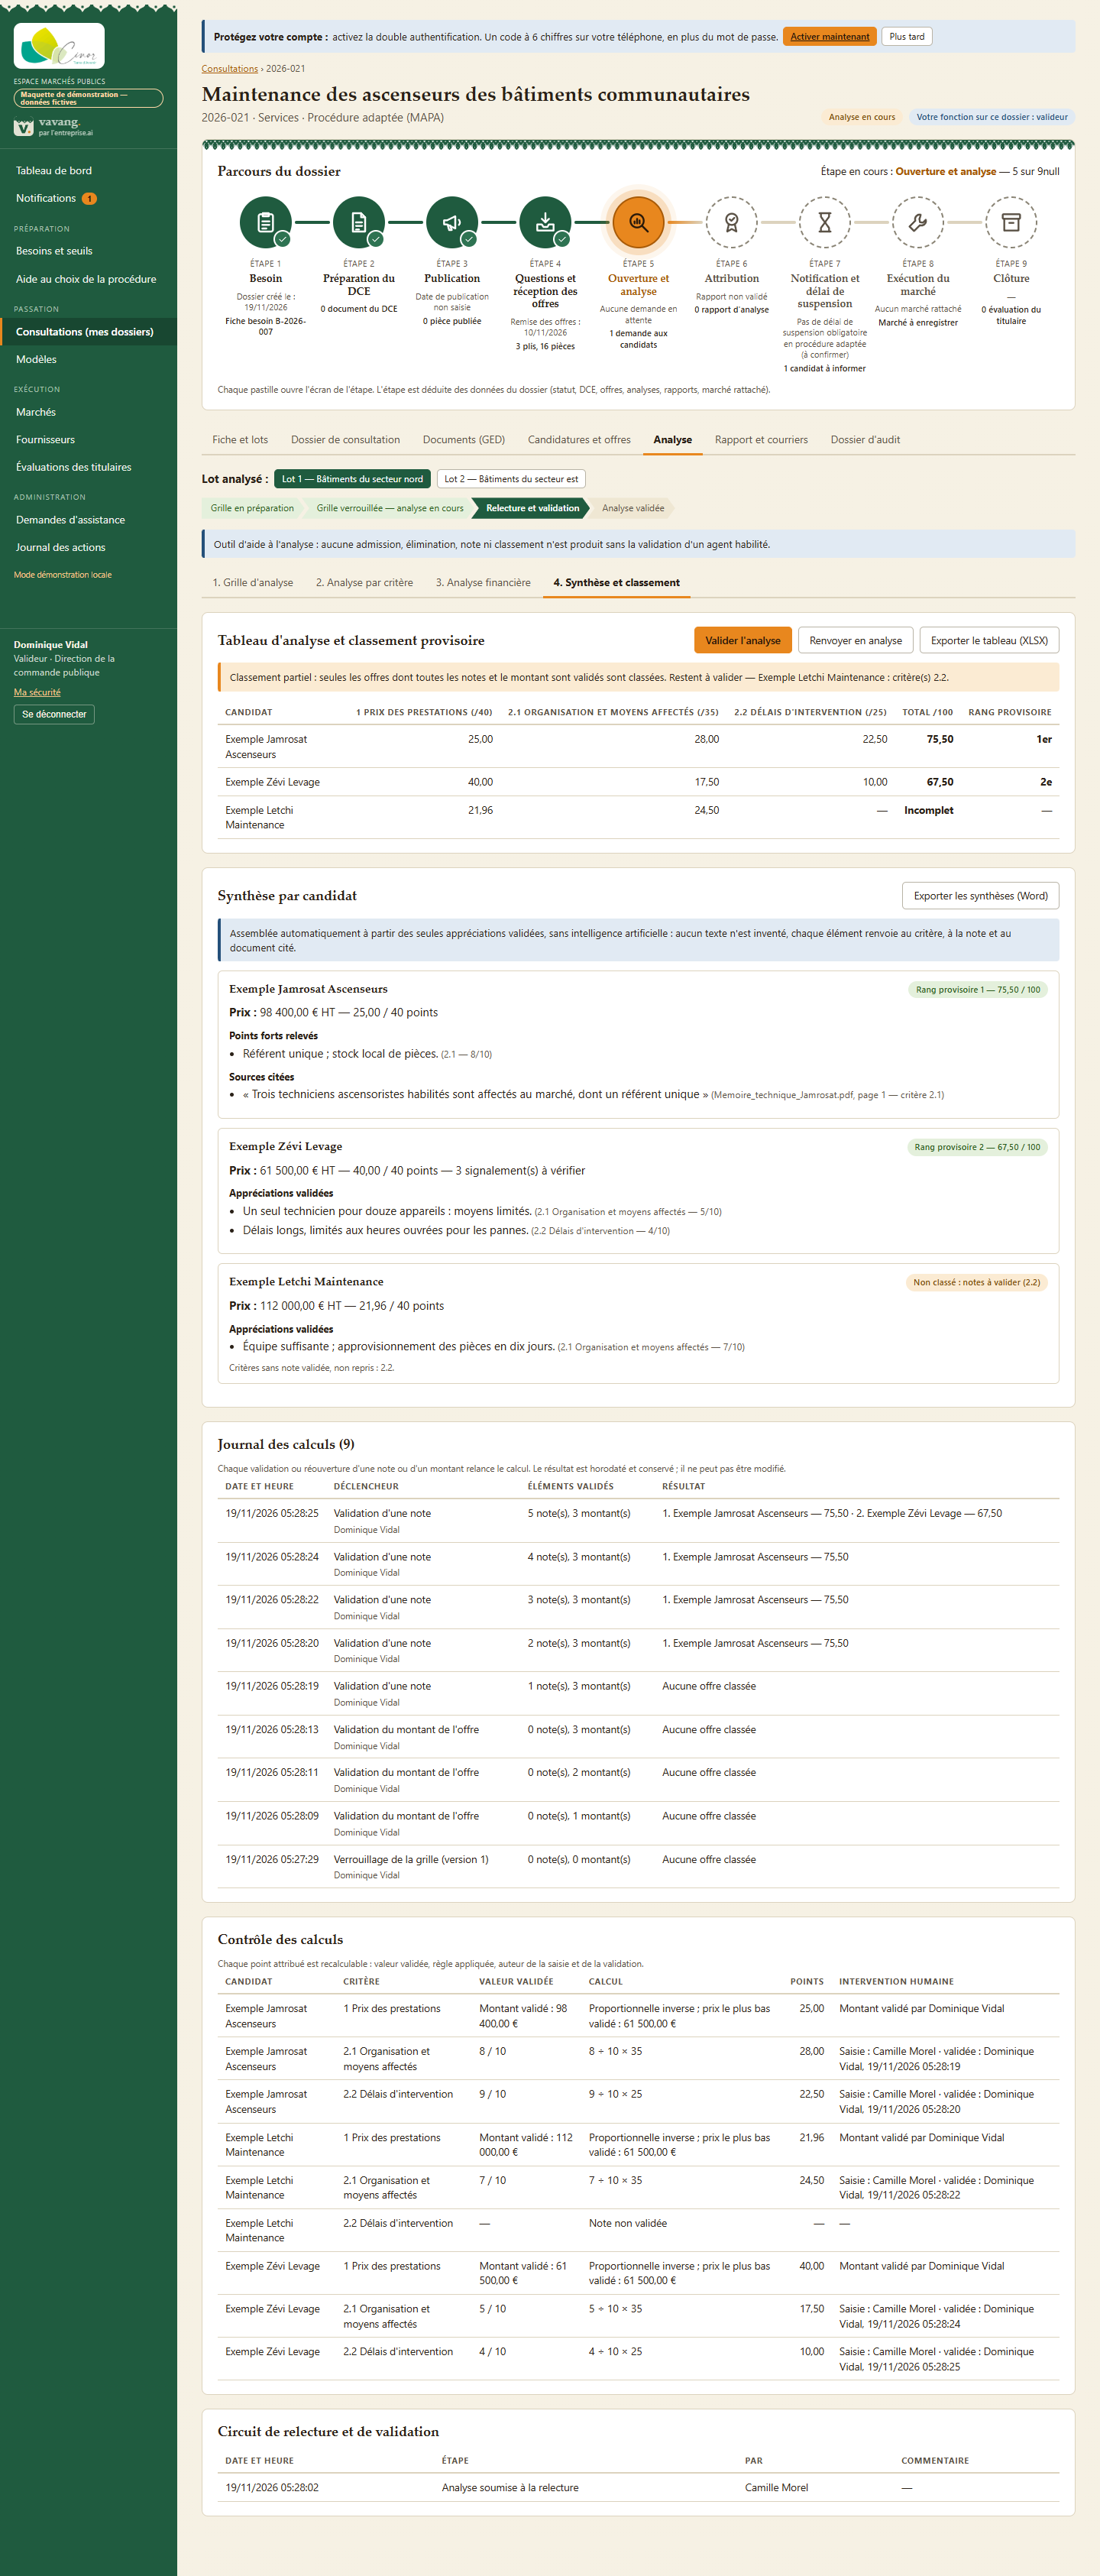 Cinor
ESPACE MARCHÉS PUBLICS
Maquette de démonstration —
données fictives
vavang.
par l'entreprise.ai
Tableau de bord
Notifications 1
PRÉPARATION
Besoins et seuils
Aide au choix de la procédure
PASSATION
Consultations (mes dossiers)
Modèles
EXÉCUTION
Marchés
Fournisseurs
Évaluations des titulaires
ADMINISTRATION
Demandes d'assistance
Journal des actions
Mode démonstration locale
Dominique Vidal
Valideur · Direction de la
commande publique
Ma sécurité
Se déconnecter
Protégez votre compte : activez la double authentification. Un code à 6 chiffres sur votre téléphone, en plus du mot de passe. Activer maintenant Plus tard
Consultations › 2026-021
Maintenance des ascenseurs des bâtiments communautaires
2026-021 · Services · Procédure adaptée (MAPA) Analyse en cours Votre fonction sur ce dossier : valideur
Parcours du dossier Étape en cours : Ouverture et analyse — 5 sur 9null
ÉTAPE 1
Besoin
Dossier créé le :
19/11/2026
Fiche besoin B-2026-
007
ÉTAPE 2
Préparation du
DCE
0 document du DCE
ÉTAPE 3
Publication
Date de publication
non saisie
0 pièce publiée
ÉTAPE 4
Questions et
réception des
offres
Remise des offres :
10/11/2026
3 plis, 16 pièces
ÉTAPE 5
Ouverture et
analyse
Aucune demande en
attente
1 demande aux
candidats
ÉTAPE 6
Attribution
Rapport non validé
0 rapport d'analyse
ÉTAPE 7
Notification et
délai de
suspension
Pas de délai de
suspension obligatoire
en procédure adaptée
(à confirmer)
1 candidat à informer
ÉTAPE 8
Exécution du
marché
Aucun marché rattaché
Marché à enregistrer
ÉTAPE 9
Clôture
—
0 évaluation du
titulaire
Chaque pastille ouvre l'écran de l'étape. L'étape est déduite des données du dossier (statut, DCE, offres, analyses, rapports, marché rattaché).
Fiche et lots Dossier de consultation Documents (GED) Candidatures et offres Analyse Rapport et courriers Dossier d'audit
Lot analysé : Lot 1 — Bâtiments du secteur nord Lot 2 — Bâtiments du secteur est
Grille en préparation Grille verrouillée — analyse en cours Relecture et validation Analyse validée
Outil d'aide à l'analyse : aucune admission, élimination, note ni classement n'est produit sans la validation d'un agent habilité.
1. Grille d'analyse 2. Analyse par critère 3. Analyse financière 4. Synthèse et classement
Tableau d'analyse et classement provisoire Valider l'analyse Renvoyer en analyse Exporter le tableau (XLSX)
Classement partiel : seules les offres dont toutes les notes et le montant sont validés sont classées. Restent à valider — Exemple Letchi Maintenance : critère(s) 2.2.
CANDIDAT 1 PRIX DES PRESTATIONS (/40) 2.1 ORGANISATION ET MOYENS AFFECTÉS (/35) 2.2 DÉLAIS D'INTERVENTION (/25) TOTAL /100 RANG PROVISOIRE
Exemple Jamrosat
Ascenseurs 25,00 28,00 22,50 75,50 1er
Exemple Zévi Levage 40,00 17,50 10,00 67,50 2e
Exemple Letchi
Maintenance 21,96 24,50 — Incomplet —
Synthèse par candidat Exporter les synthèses (Word)
Assemblée automatiquement à partir des seules appréciations validées, sans intelligence artificielle : aucun texte n'est inventé, chaque élément renvoie au critère, à la note et au
document cité.
Exemple Jamrosat Ascenseurs Rang provisoire 1 — 75,50 / 100
Prix : 98 400,00 € HT — 25,00 / 40 points
Points forts relevés
• Référent unique ; stock local de pièces. (2.1 — 8/10)
Sources citées
• « Trois techniciens ascensoristes habilités sont affectés au marché, dont un référent unique » (Memoire_technique_Jamrosat.pdf, page 1 — critère 2.1)
Exemple Zévi Levage Rang provisoire 2 — 67,50 / 100
Prix : 61 500,00 € HT — 40,00 / 40 points — 3 signalement(s) à vérifier
Appréciations validées
• Un seul technicien pour douze appareils : moyens limités. (2.1 Organisation et moyens affectés — 5/10)
• Délais longs, limités aux heures ouvrées pour les pannes. (2.2 Délais d'intervention — 4/10)
Exemple Letchi Maintenance Non classé : notes à valider (2.2)
Prix : 112 000,00 € HT — 21,96 / 40 points
Appréciations validées
• Équipe suffisante ; approvisionnement des pièces en dix jours. (2.1 Organisation et moyens affectés — 7/10)
Critères sans note validée, non repris : 2.2.
Journal des calculs (9)
Chaque validation ou réouverture d'une note ou d'un montant relance le calcul. Le résultat est horodaté et conservé ; il ne peut pas être modifié.
DATE ET HEURE DÉCLENCHEUR ÉLÉMENTS VALIDÉS RÉSULTAT
19/11/2026 05:28:25 Validation d'une note 5 note(s), 3 montant(s) 1. Exemple Jamrosat Ascenseurs — 75,50 · 2. Exemple Zévi Levage — 67,50
Dominique Vidal
19/11/2026 05:28:24 Validation d'une note 4 note(s), 3 montant(s) 1. Exemple Jamrosat Ascenseurs — 75,50
Dominique Vidal
19/11/2026 05:28:22 Validation d'une note 3 note(s), 3 montant(s) 1. Exemple Jamrosat Ascenseurs — 75,50
Dominique Vidal
19/11/2026 05:28:20 Validation d'une note 2 note(s), 3 montant(s) 1. Exemple Jamrosat Ascenseurs — 75,50
Dominique Vidal
19/11/2026 05:28:19 Validation d'une note 1 note(s), 3 montant(s) Aucune offre classée
Dominique Vidal
19/11/2026 05:28:13 Validation du montant de l'offre 0 note(s), 3 montant(s) Aucune offre classée
Dominique Vidal
19/11/2026 05:28:11 Validation du montant de l'offre 0 note(s), 2 montant(s) Aucune offre classée
Dominique Vidal
19/11/2026 05:28:09 Validation du montant de l'offre 0 note(s), 1 montant(s) Aucune offre classée
Dominique Vidal
19/11/2026 05:27:29 Verrouillage de la grille (version 1) 0 note(s), 0 montant(s) Aucune offre classée
Dominique Vidal
Contrôle des calculs
Chaque point attribué est recalculable : valeur validée, règle appliquée, auteur de la saisie et de la validation.
CANDIDAT CRITÈRE VALEUR VALIDÉE CALCUL POINTS INTERVENTION HUMAINE
Exemple Jamrosat 1 Prix des prestations Montant validé : 98 Proportionnelle inverse ; prix le plus bas 25,00 Montant validé par Dominique Vidal
Ascenseurs 400,00 € validé : 61 500,00 €
Exemple Jamrosat 2.1 Organisation et 8 / 10 8 ÷ 10 × 35 28,00 Saisie : Camille Morel · validée : Dominique
Ascenseurs moyens affectés Vidal, 19/11/2026 05:28:19
Exemple Jamrosat 2.2 Délais d'intervention 9 / 10 9 ÷ 10 × 25 22,50 Saisie : Camille Morel · validée : Dominique
Ascenseurs Vidal, 19/11/2026 05:28:20
Exemple Letchi 1 Prix des prestations Montant validé : 112 Proportionnelle inverse ; prix le plus bas 21,96 Montant validé par Dominique Vidal
Maintenance 000,00 € validé : 61 500,00 €
Exemple Letchi 2.1 Organisation et 7 / 10 7 ÷ 10 × 35 24,50 Saisie : Camille Morel · validée : Dominique
Maintenance moyens affectés Vidal, 19/11/2026 05:28:22
Exemple Letchi 2.2 Délais d'intervention — Note non validée — —
Maintenance
Exemple Zévi Levage 1 Prix des prestations Montant validé : 61 Proportionnelle inverse ; prix le plus bas 40,00 Montant validé par Dominique Vidal
500,00 € validé : 61 500,00 €
Exemple Zévi Levage 2.1 Organisation et 5 / 10 5 ÷ 10 × 35 17,50 Saisie : Camille Morel · validée : Dominique
moyens affectés Vidal, 19/11/2026 05:28:24
Exemple Zévi Levage 2.2 Délais d'intervention 4 / 10 4 ÷ 10 × 25 10,00 Saisie : Camille Morel · validée : Dominique
Vidal, 19/11/2026 05:28:25
Circuit de relecture et de validation
DATE ET HEURE ÉTAPE PAR COMMENTAIRE
19/11/2026 05:28:02 Analyse soumise à la relecture Camille Morel —